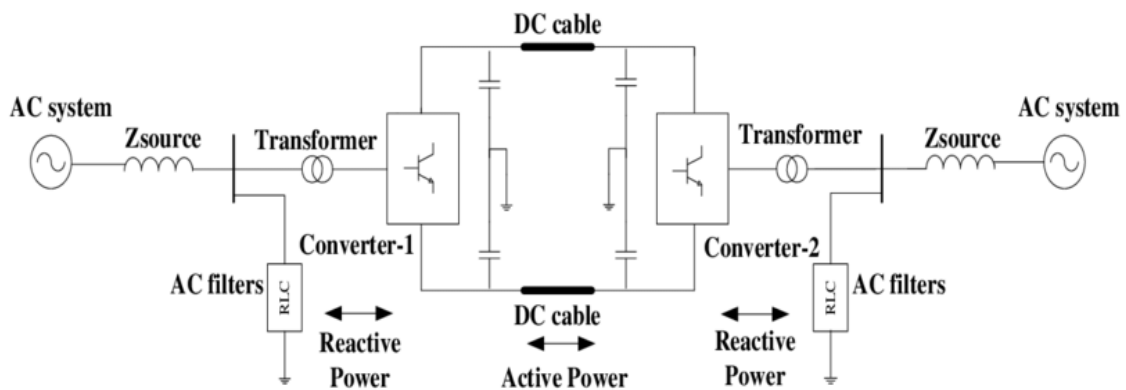 DC cable
AC system
Zsource
Transformer
Transformer
Zsource
AC system
Converter-1
Converter-2
AC filters
RLC
RLC
AC filters
DC cable
Reactive
Power
Active Power
Reactive
Power